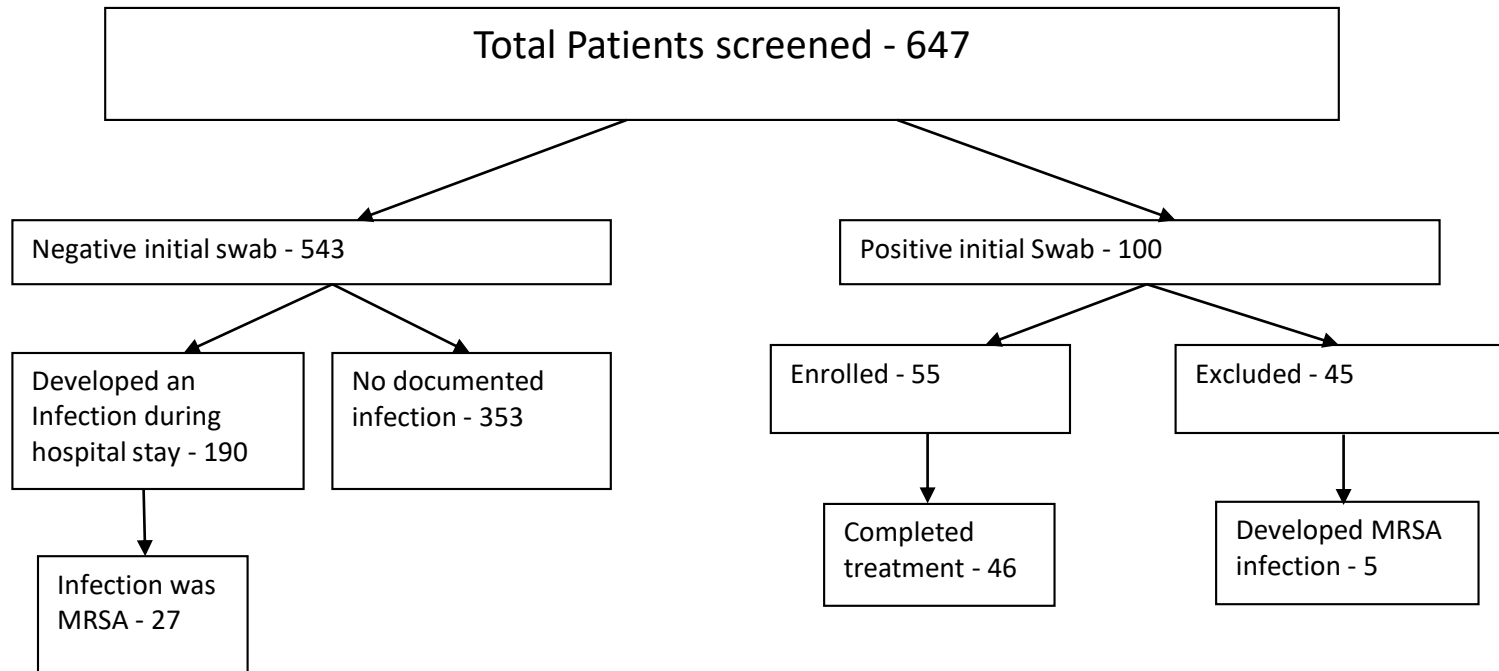 Total Patients screened - 647
Negative initial swab - 543
Positive initial Swab - 100
Developed an
Infection during
hospital stay - 190
No documented
infection - 353
Enrolled - 55
Excluded - 45
Infection was
MRSA - 27
Completed
treatment - 46
Developed MRSA
infection - 5